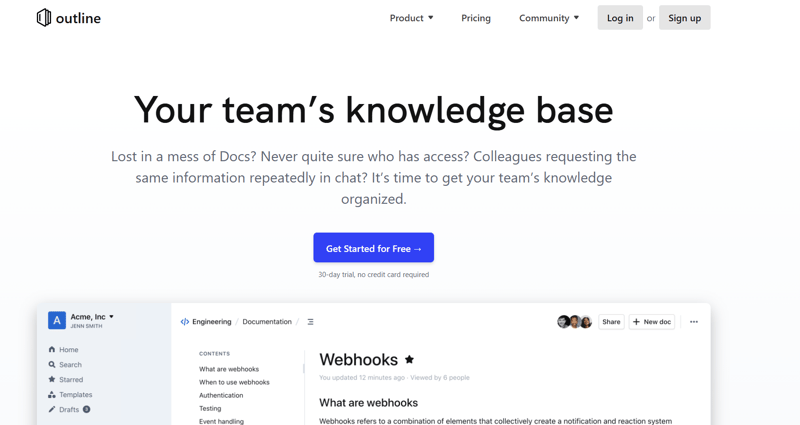 outline
Product
Pricing
Community
Log in or Sign up
Your team's knowledge base
Lost in a mess of Docs? Never quite sure who has access? Colleagues requesting the
same information repeatedly in chat? It's time to get your team's knowledge
organized.
Get Started for Free →
30-day trial, no credit card required
A Acme, Inc
JENN SMITH
Home
Search
Starred
Templates
Drafts 3
Engineering / Documentation /
Share
+ New doc
CONTENTS
What are webhooks
When to use webhooks
Authentication
Testing
Event handling
Webhooks ★
You updated 12 minutes ago · Viewed by 6 people
What are webhooks
Webhooks refers to a combination of elements that collectively create a notification and reaction system